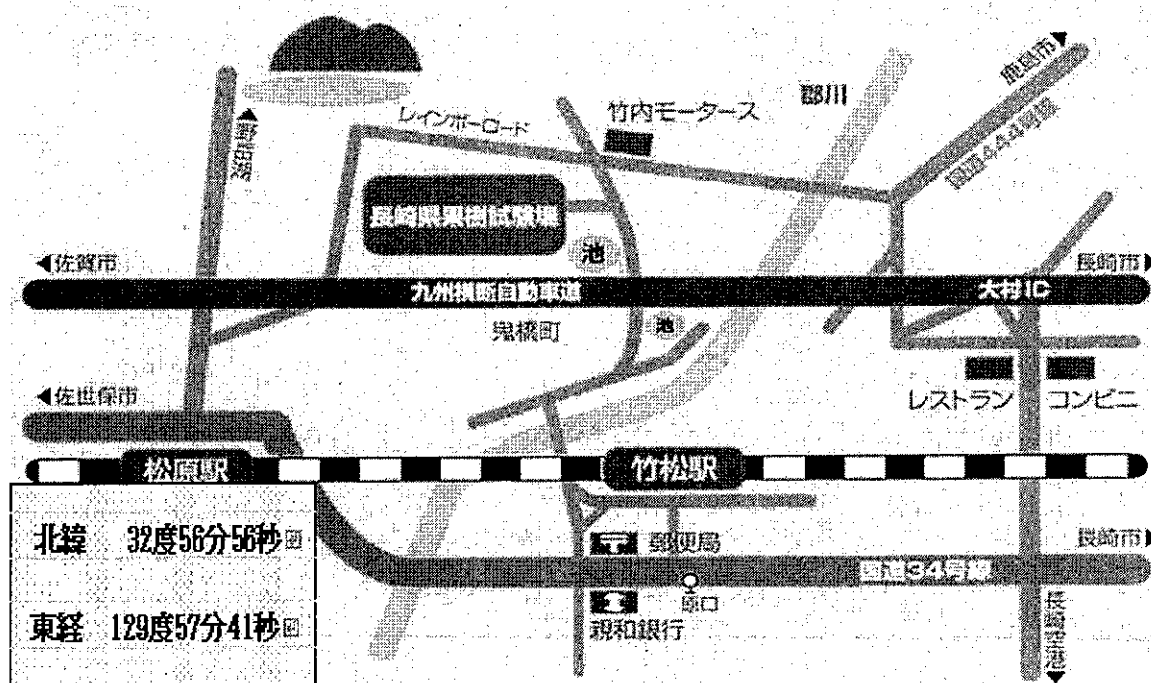 鹿島市
竹内モータース
郡川
レインボーロード
国道444号線
長崎県果樹試験場
池
佐賀市
長崎市
九州横断自動車道
大村IC
鬼橋町
池
佐世保市
レストラン
コンビニ
松原駅
竹松駅
北緯 32度56分56秒
郵便局
長崎市
国道34号線
東経 129度57分41秒
原口
親和銀行
長崎空港